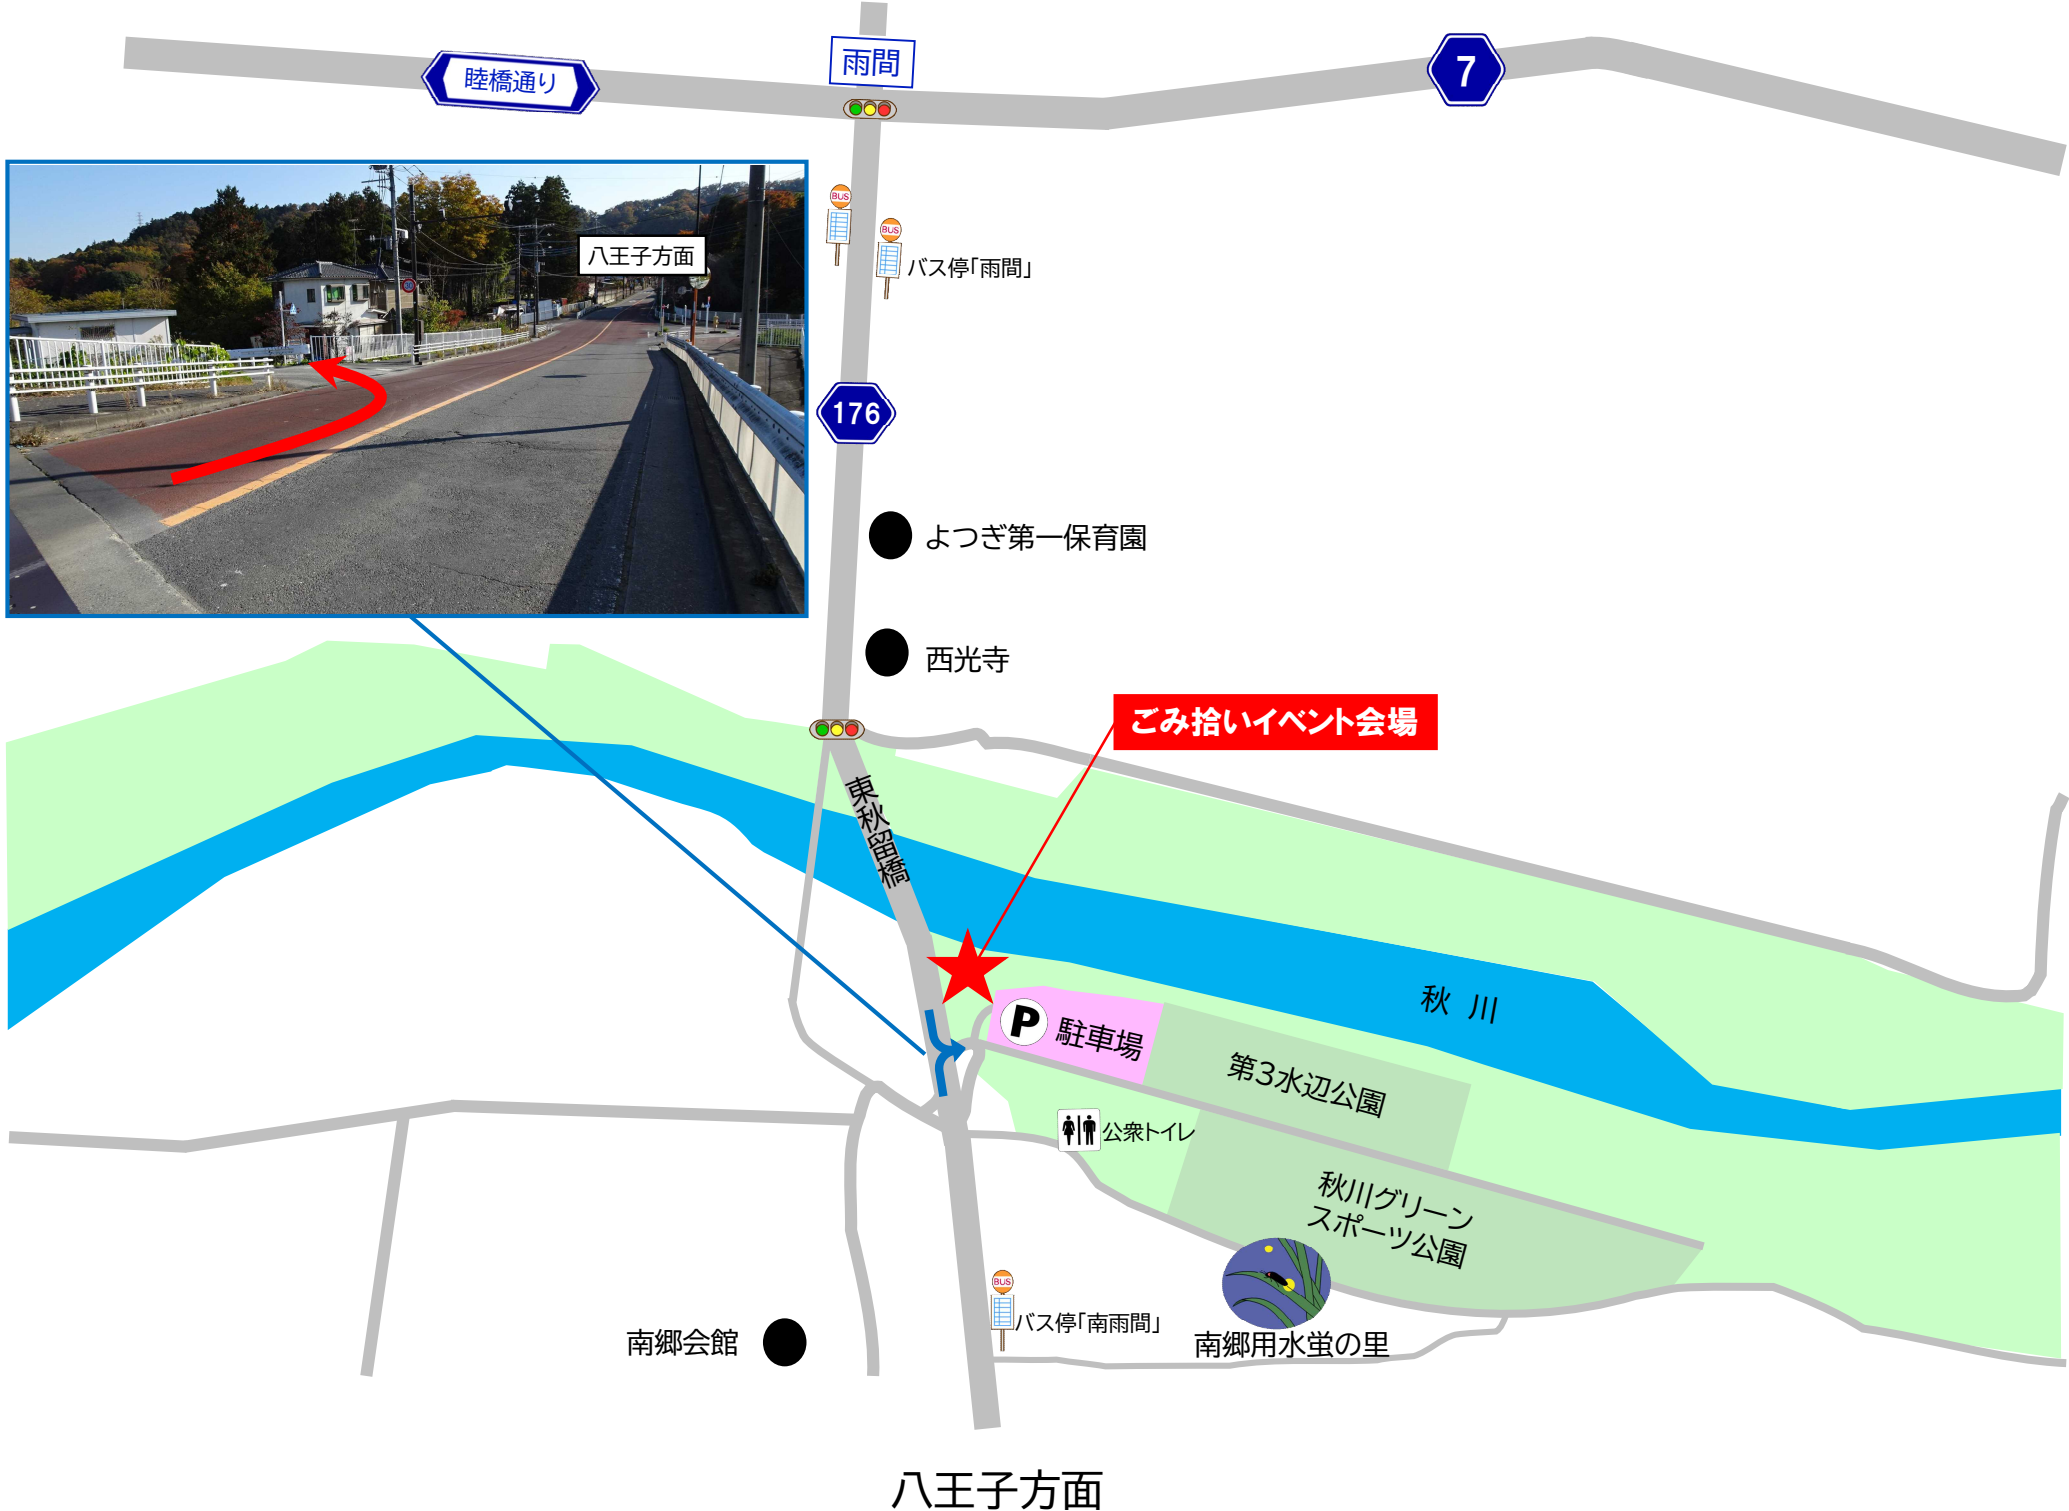 雨間
睦橋通り
7
BUS
BUS
バス停「雨間」
八王子方面
176
よつぎ第一保育園
西光寺
ごみ拾いイベント会場
東秋留橋
秋 川
P 駐車場
第3水辺公園
公衆トイレ
秋川グリーン
スポーツ公園
BUS
バス停「南雨間」
南郷会館
南郷用水蛍の里
八王子方面